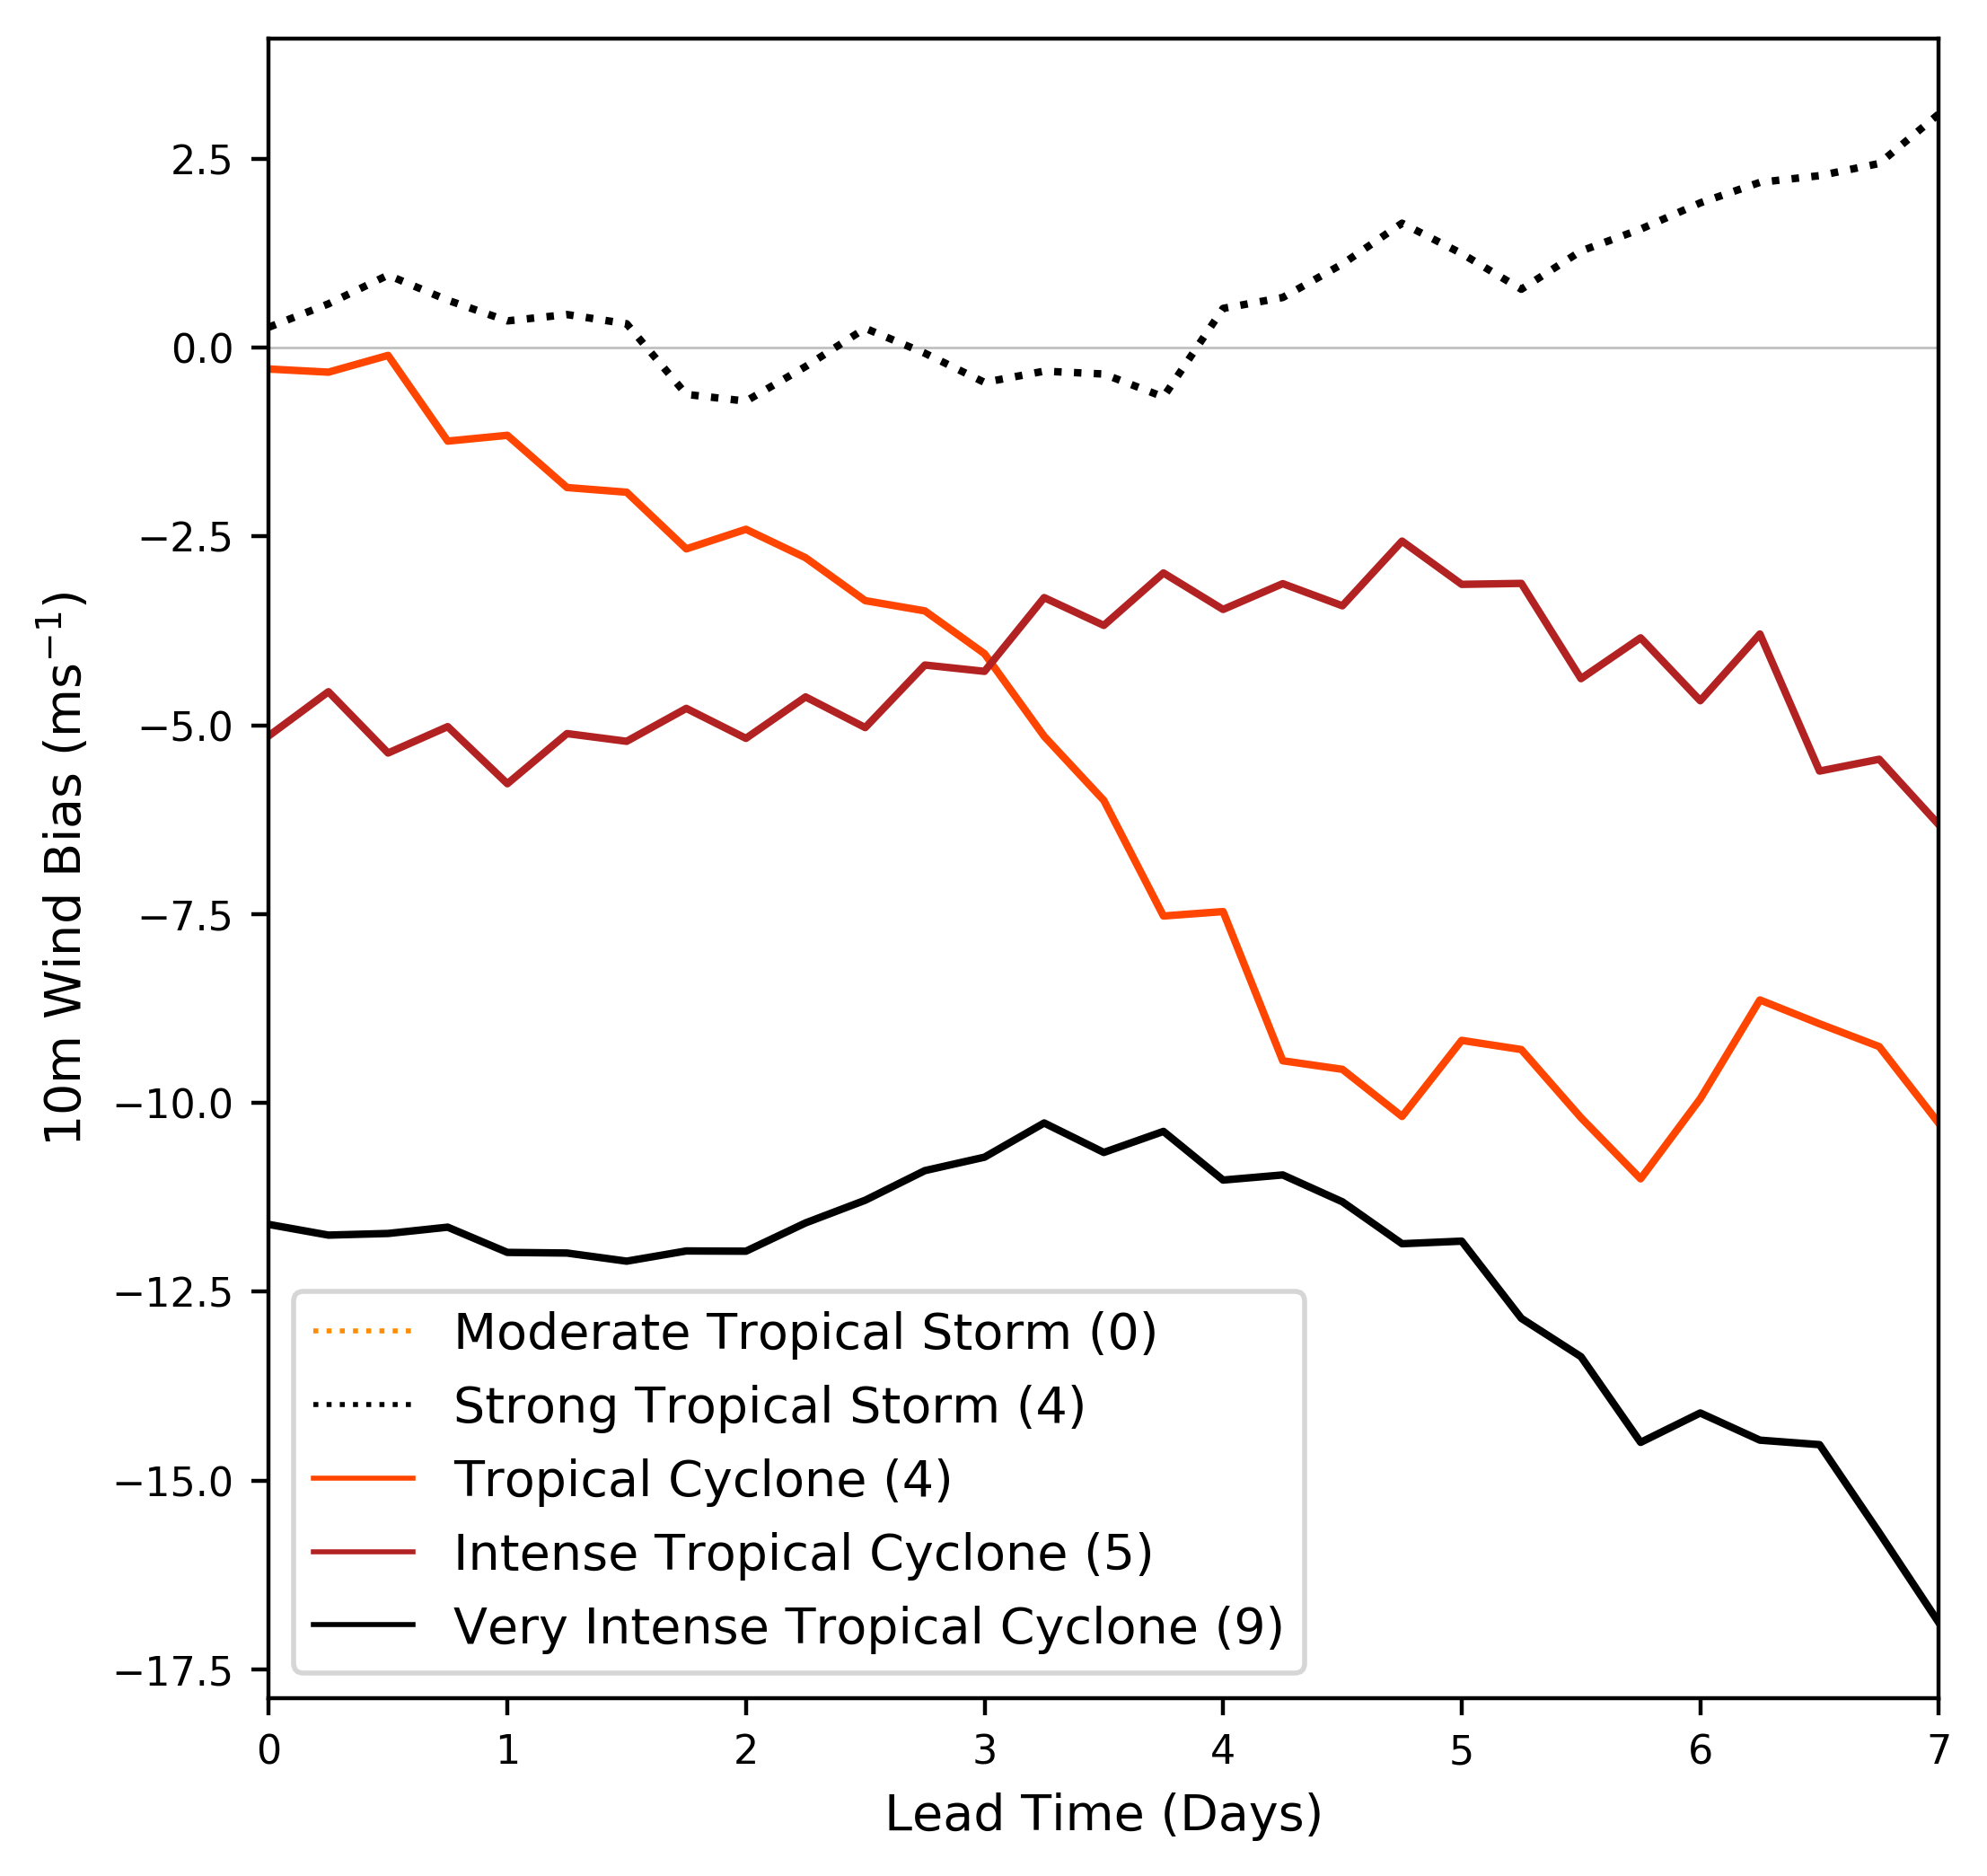 2.5
0.0
−2.5
−5.0
−7.5
−10.0
−12.5
−15.0
−17.5
10m Wind Bias (ms⁻¹)
Moderate Tropical Storm (0)
Strong Tropical Storm (4)
Tropical Cyclone (4)
Intense Tropical Cyclone (5)
Very Intense Tropical Cyclone (9)
0 1 2 3 4 5 6 7
Lead Time (Days)